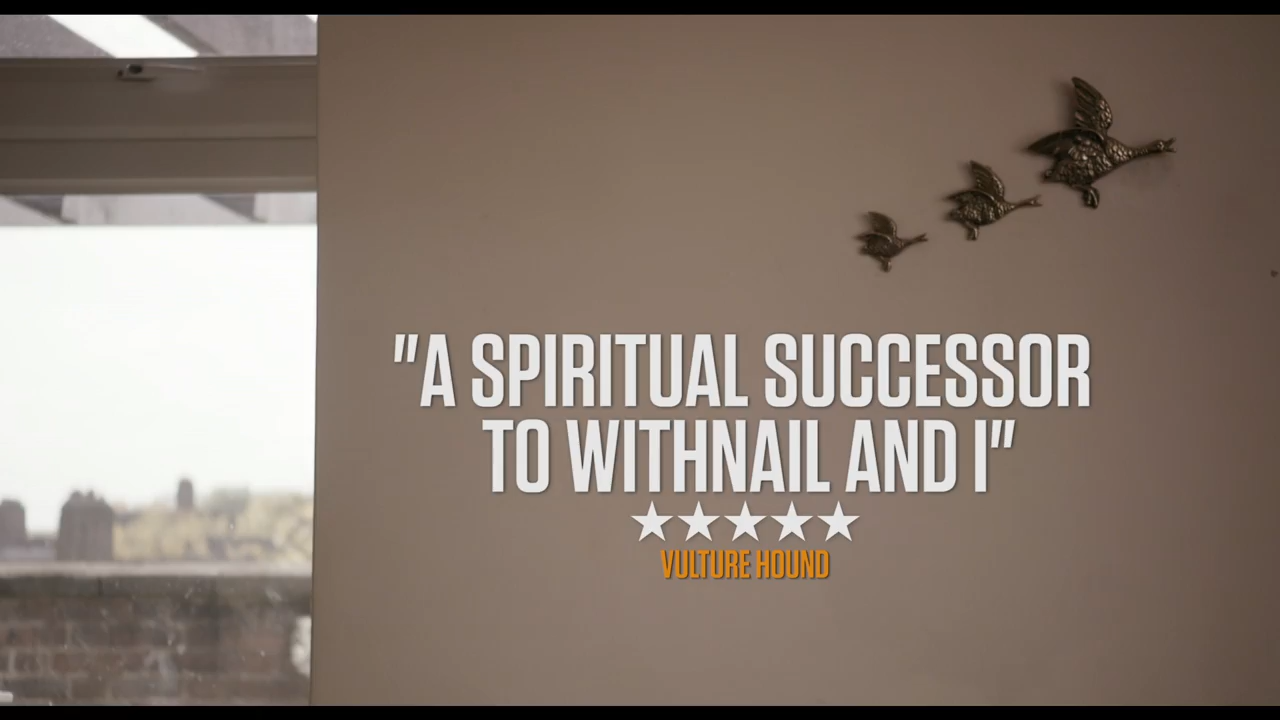 "A SPIRITUAL SUCCESSOR
TO WITHNAIL AND I"
★★★★★
VULTURE HOUND